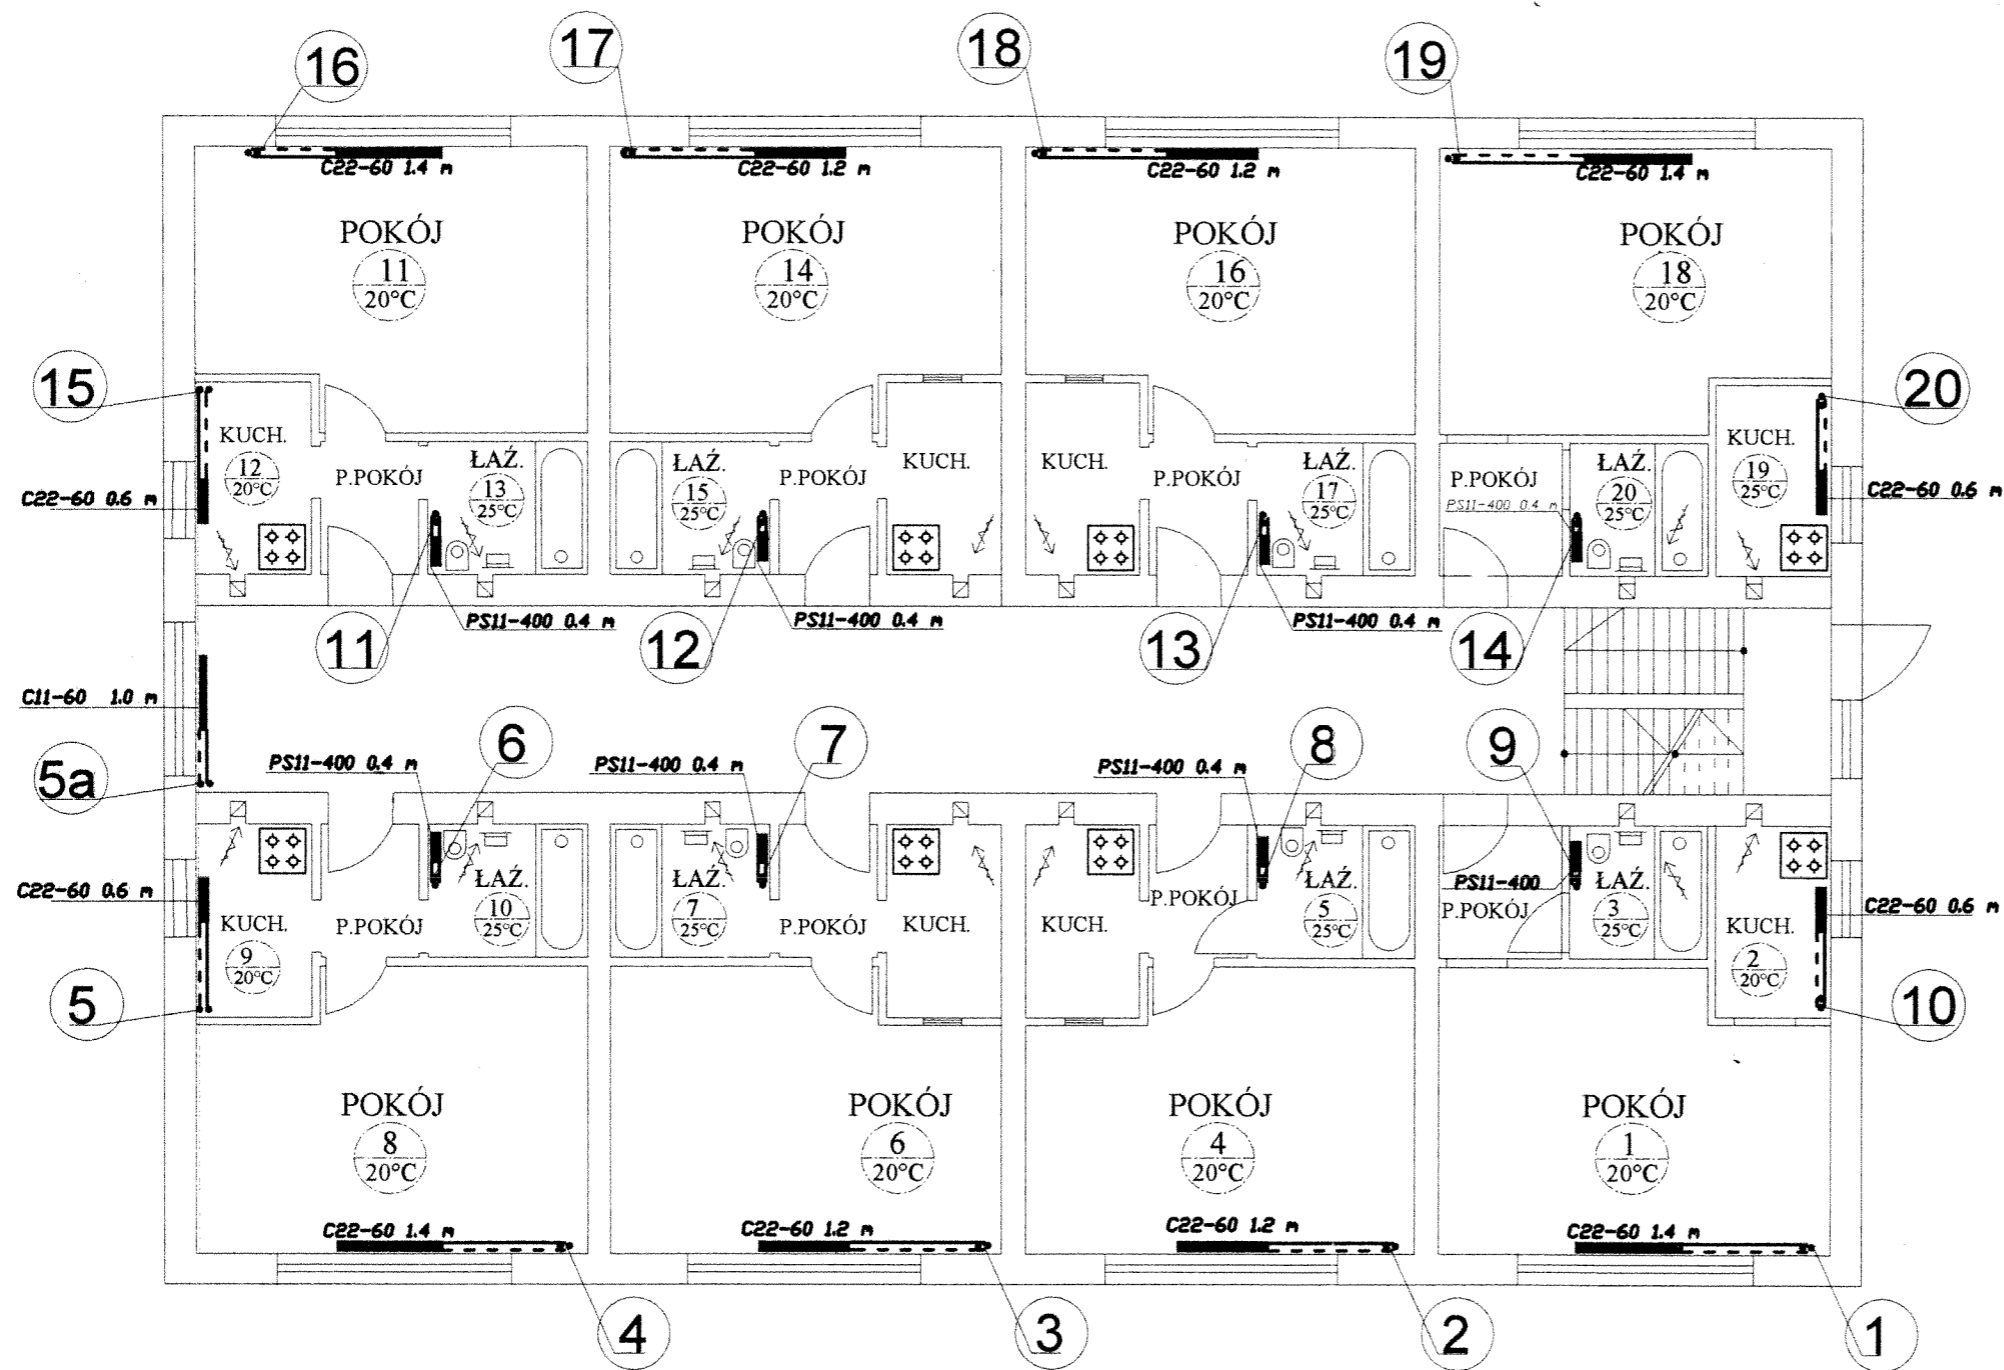 16
17
18
19
C22-60 1.4 m
C22-60 1.2 m
C22-60 1.2 m
C22-60 1.4 m
POKÓJ
11
20°C
POKÓJ
14
20°C
POKÓJ
16
20°C
POKÓJ
18
20°C
15
20
KUCH.
12
20°C
P.POKÓJ
ŁAŹ.
13
25°C
ŁAŹ.
15
25°C
P.POKÓJ
KUCH.
KUCH.
P.POKÓJ
ŁAŹ.
17
25°C
P.POKÓJ
PS11-400 0.4 m
ŁAŹ.
20
25°C
KUCH.
19
25°C
C22-60 0.6 m
C22-60 0.6 m
11
PS11-400 0.4 m
12
PS11-400 0.4 m
13
PS11-400 0.4 m
14
C11-60 1.0 m
5a
PS11-400 0.4 m
6
PS11-400 0.4 m
7
PS11-400 0.4 m
8
9
C22-60 0.6 m
KUCH.
9
20°C
P.POKÓJ
ŁAŹ.
10
25°C
ŁAŹ.
7
25°C
P.POKÓJ
KUCH.
KUCH.
P.POKÓJ
ŁAŹ.
5
25°C
PS11-400
P.POKÓJ
ŁAŹ.
3
25°C
KUCH.
2
20°C
C22-60 0.6 m
5
10
POKÓJ
8
20°C
POKÓJ
6
20°C
POKÓJ
4
20°C
POKÓJ
1
20°C
C22-60 1.4 m
C22-60 1.2 m
C22-60 1.2 m
C22-60 1.4 m
4
3
2
1